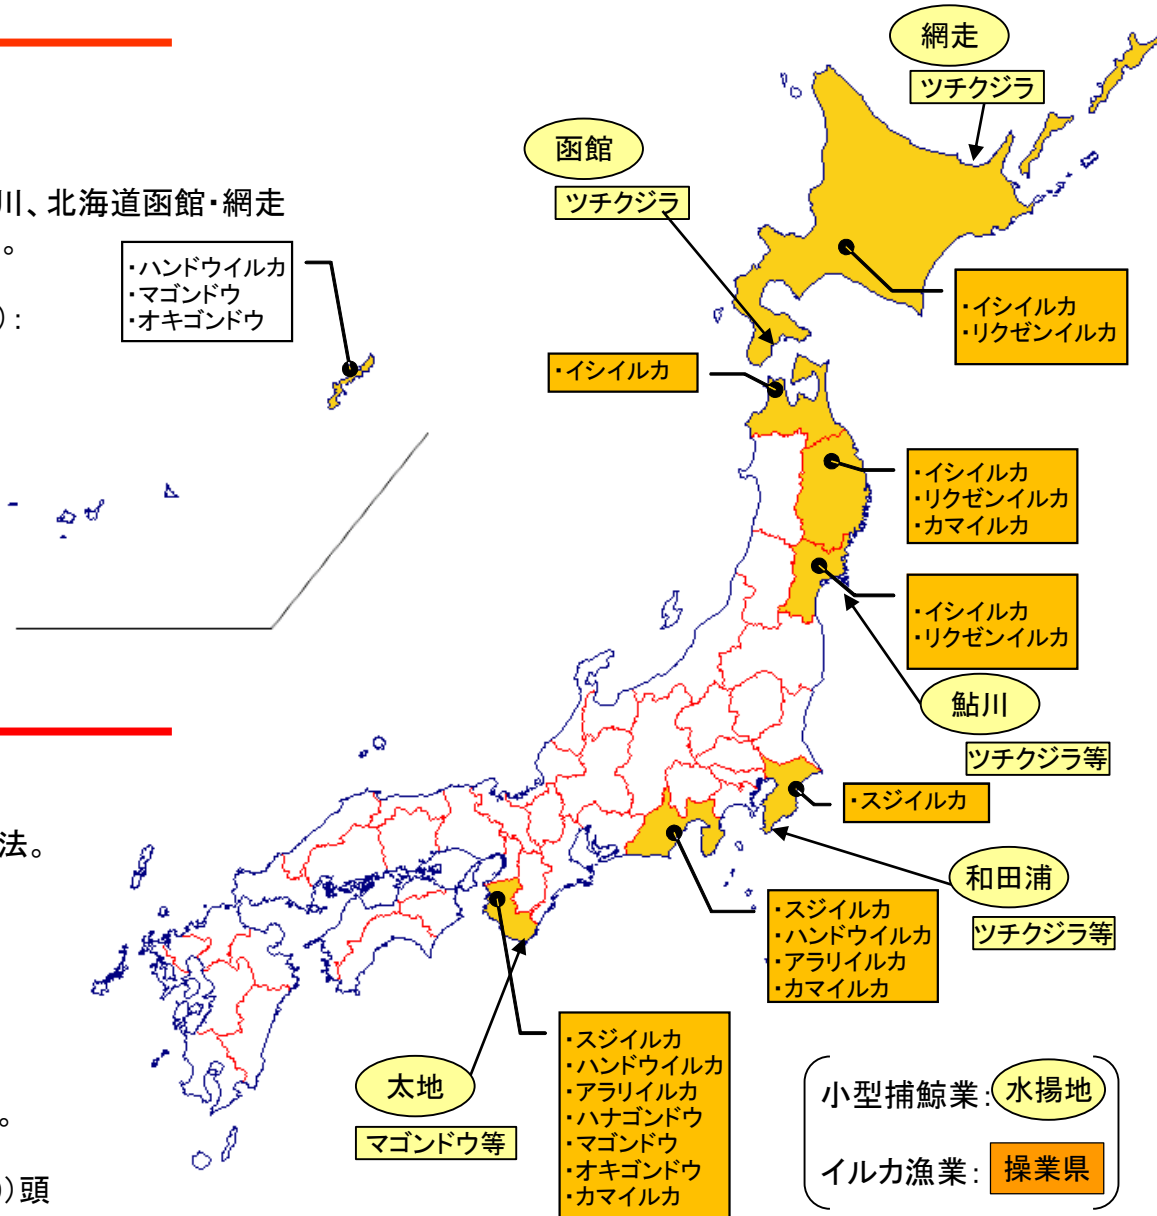 網走
ツチクジラ
函館
ツチクジラ
川、北海道函館・網走
。
・ハンドウイルカ
・マゴンドウ
・オキゴンドウ
）：
・イシイルカ
・リクゼンイルカ
・イシイルカ
・イシイルカ
・リクゼンイルカ
・カマイルカ
・イシイルカ
・リクゼンイルカ
鮎川
ツチクジラ等
・スジイルカ
法。
和田浦
ツチクジラ等
・スジイルカ
・ハンドウイルカ
・アラリイルカ
・カマイルカ
・スジイルカ
・ハンドウイルカ
・アラリイルカ
・ハナゴンドウ
・マゴンドウ
・オキゴンドウ
・カマイルカ
太地
マゴンドウ等
。
）頭
小型捕鯨業：水揚地
イルカ漁業：操業県